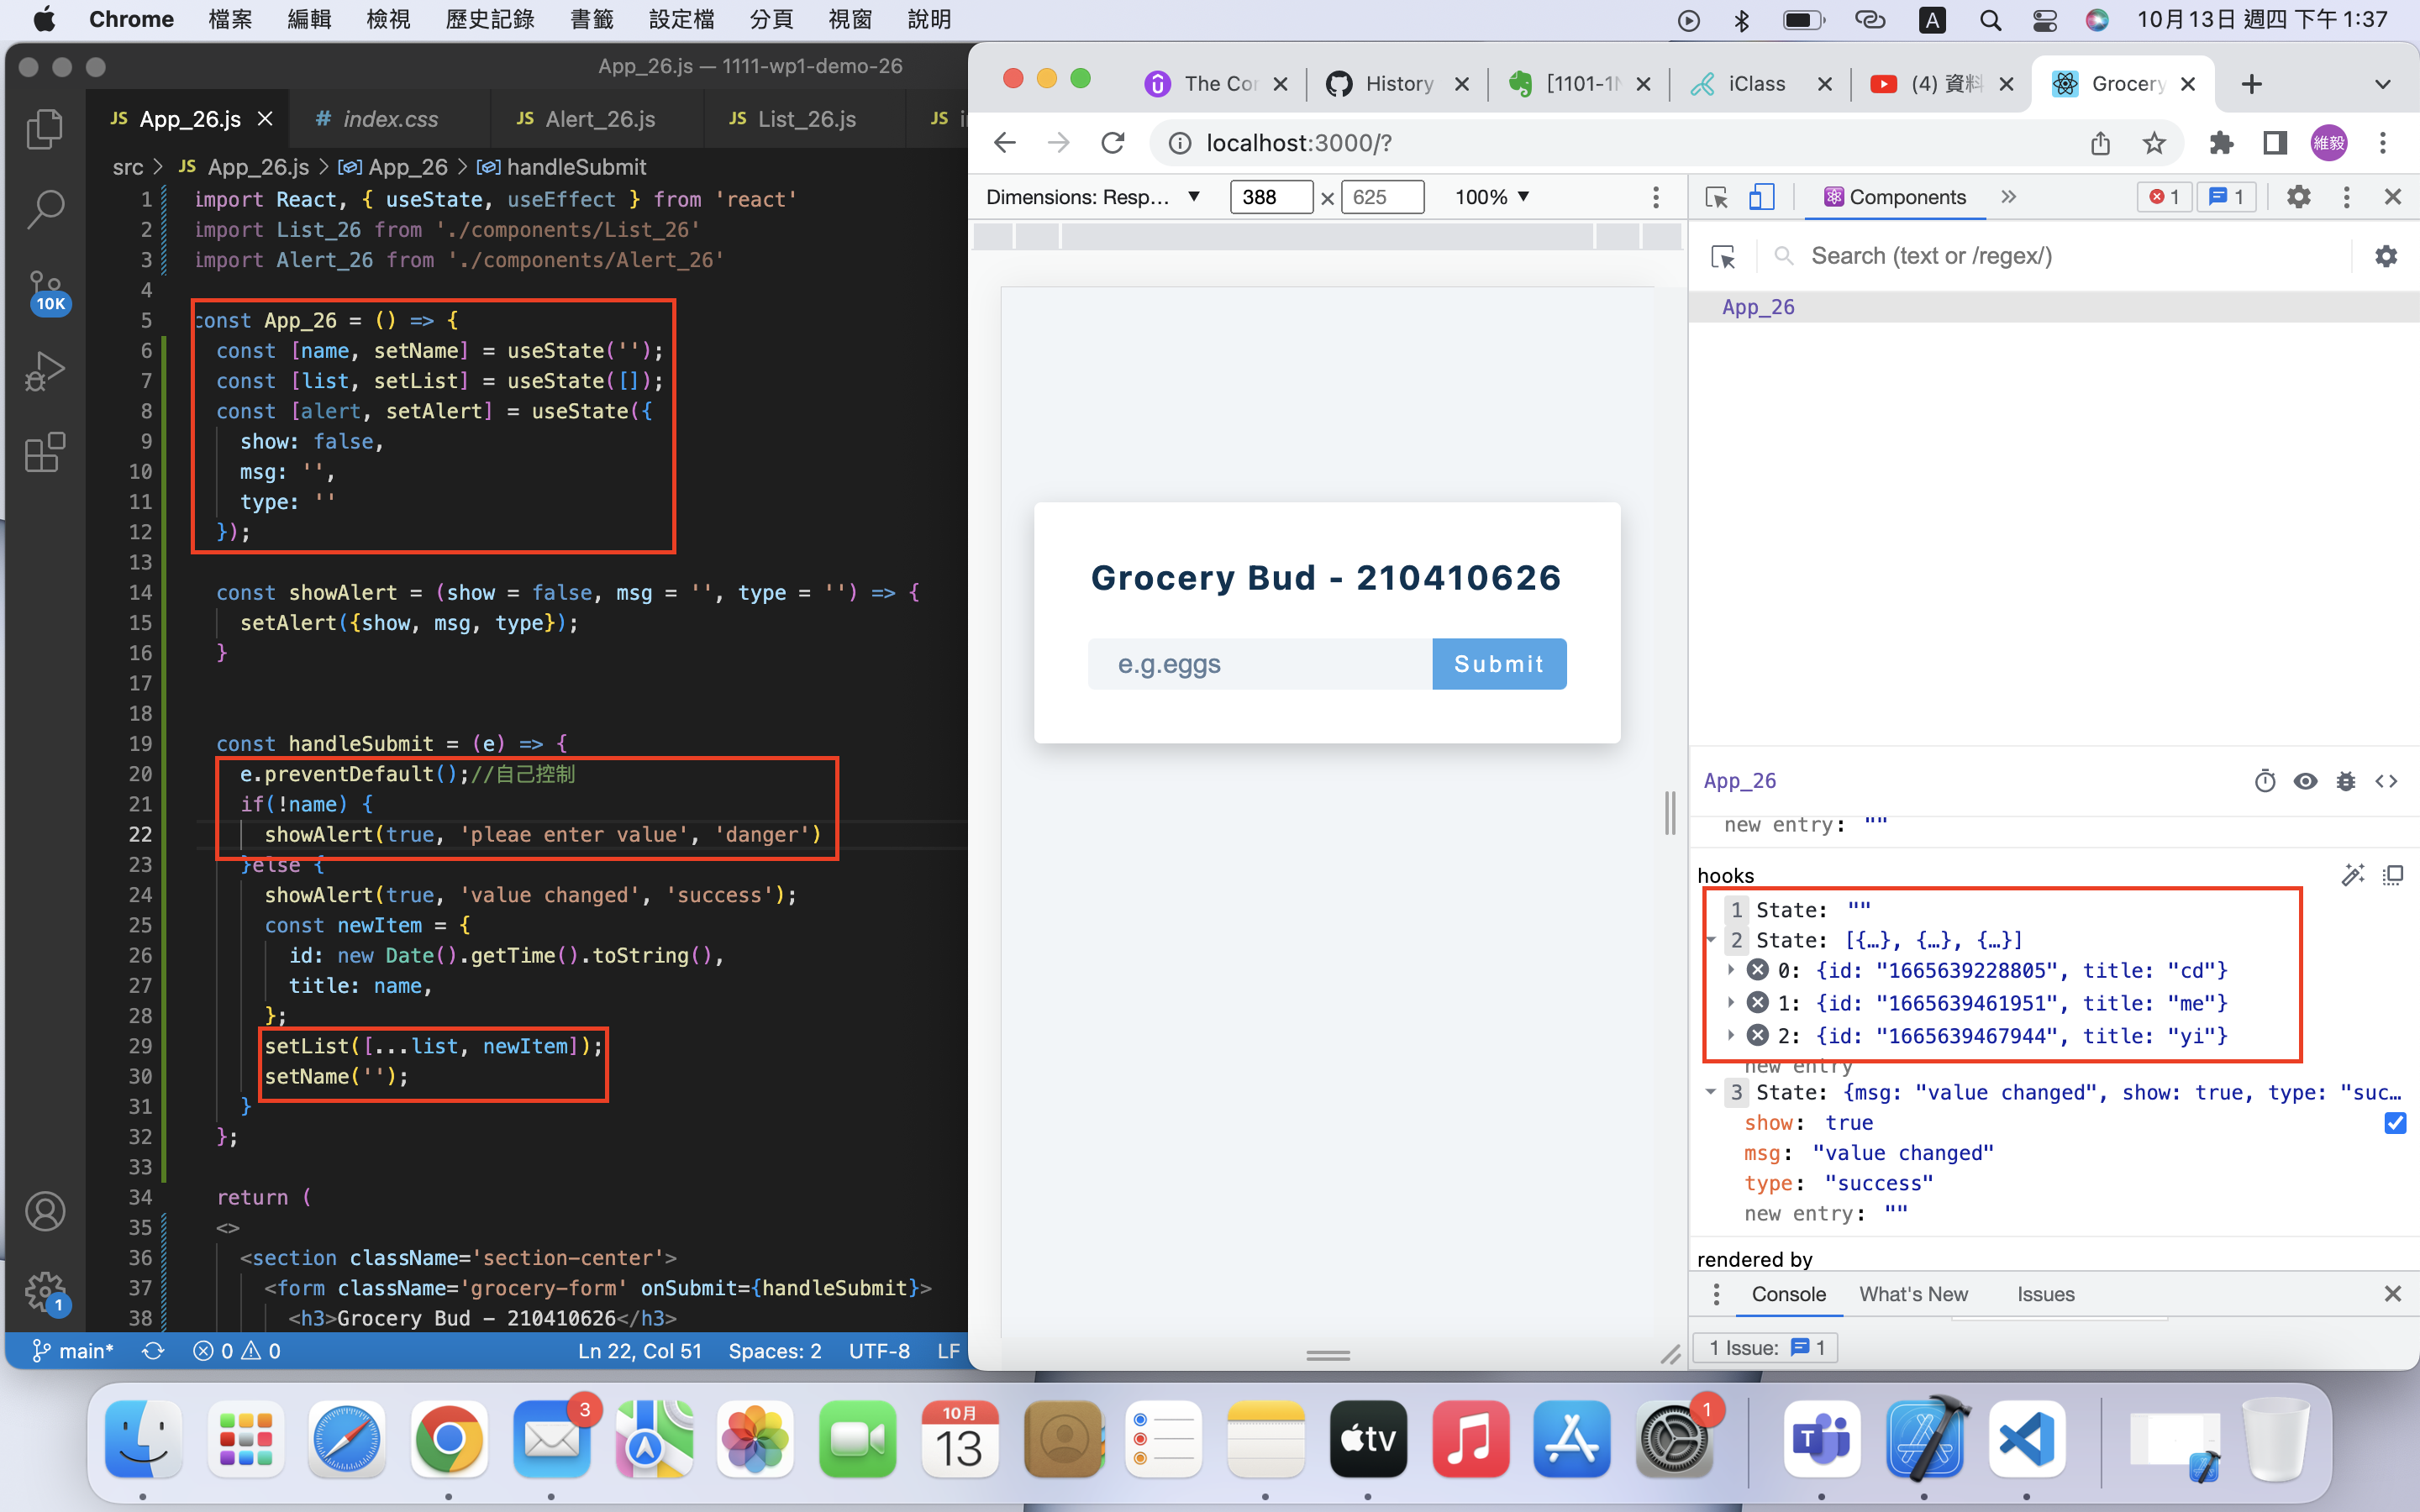 Chrome 檔案 編輯 檢視 歷史記錄 書籤 設定檔 分頁 視窗 說明
A 10月13日 週四 下午 1:37
App_26.js — 1111-wp1-demo-26
JS App_26.js # index.css JS Alert_26.js JS List_26.js JS
src > JS App_26.js > App_26 > handleSubmit
10K
1 import React, { useState, useEffect } from 'react'
2 import List_26 from './components/List_26'
3 import Alert_26 from './components/Alert_26'
4
5 const App_26 = () => {
6 const [name, setName] = useState('');
7 const [list, setList] = useState([]);
8 const [alert, setAlert] = useState({
9 show: false,
10 msg: '',
11 type: ''
12 });
13
14 const showAlert = (show = false, msg = '', type = '') => {
15 setAlert({show, msg, type});
16 }
17
18
19 const handleSubmit = (e) => {
20 e.preventDefault();//自己控制
21 if(!name) {
22 showAlert(true, 'pleae enter value', 'danger')
23 }else {
24 showAlert(true, 'value changed', 'success');
25 const newItem = {
26 id: new Date().getTime().toString(),
27 title: name,
28 };
29 setList([...list, newItem]);
30 setName('');
31 }
32 };
33
34 return (
35 <>
36 <section className='section-center'>
37 <form className='grocery-form' onSubmit={handleSubmit}>
38 <h3>Grocery Bud - 210410626</h3>
1
main* 0 0 Ln 22, Col 51 Spaces: 2 UTF-8 LF
The Cor History [1101-1N iClass (4) 資料 Grocery
localhost:3000/? 維毅
Dimensions: Resp... 388 × 625 100%
Grocery Bud - 210410626
e.g.eggs Submit
Components » 1 1
Search (text or /regex/)
App_26
App_26
new entry: ""
hooks
1 State: ""
2 State: [{…}, {…}, {…}]
0: {id: "1665639228805", title: "cd"}
1: {id: "1665639461951", title: "me"}
2: {id: "1665639467944", title: "yi"}
new entry
3 State: {msg: "value changed", show: true, type: "suc…
show: true
msg: "value changed"
type: "success"
new entry: ""
rendered by
Console What's New Issues
1 Issue: 1
3 10月 13 tv 1 T